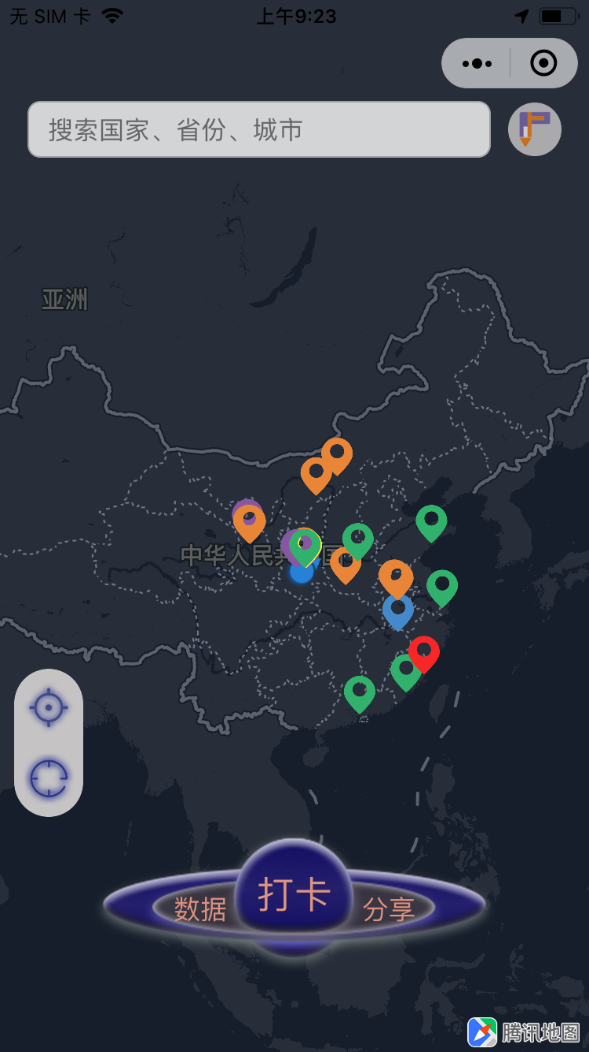 无 SIM 卡 上午9:23
搜索国家、省份、城市
亚洲
中华人民共
国
打卡
数据 分享
腾讯地图